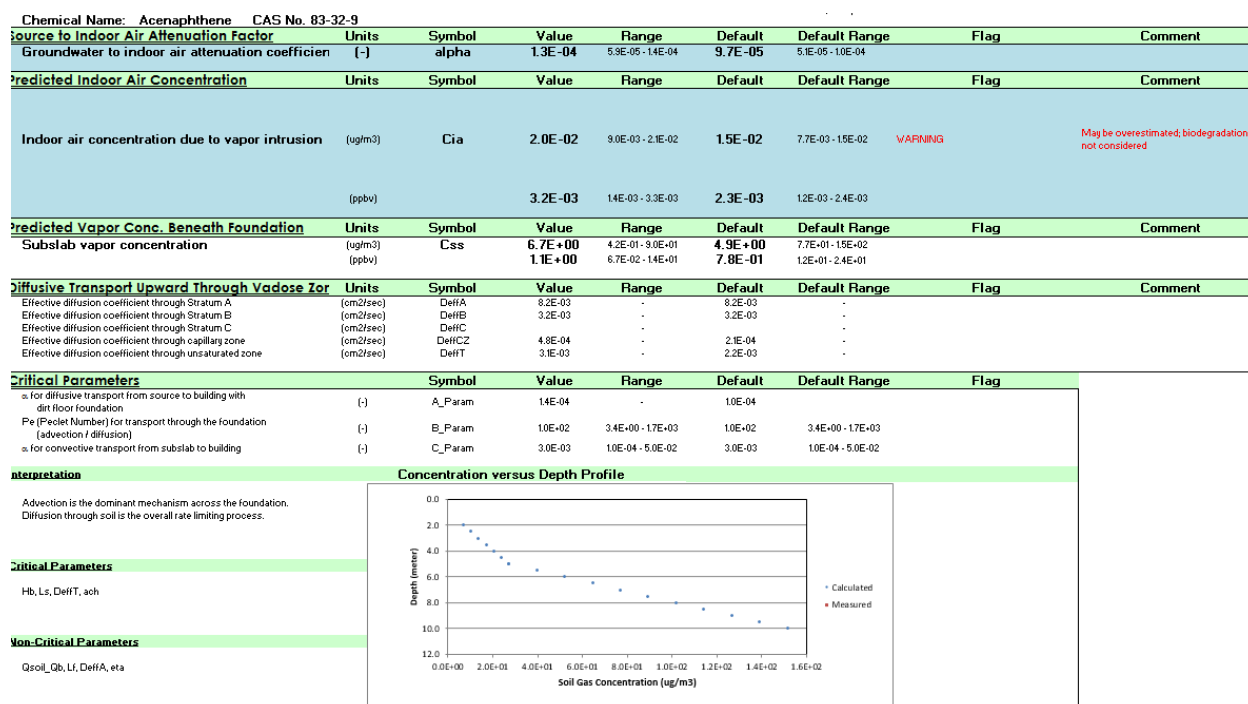 Chemical Name: Acenaphthene CAS No. 83-32-9
Source to Indoor Air Attenuation Factor Units Symbol Value Range Default Default Range Flag Comment
Groundwater to indoor air attenuation coefficien (-) alpha 1.3E-04 5.9E-05 - 1.4E-04 9.7E-05 5.1E-05 - 1.0E-04
Predicted Indoor Air Concentration Units Symbol Value Range Default Default Range Flag Comment
Indoor air concentration due to vapor intrusion (ug/m3) Cia 2.0E-02 9.0E-03 - 2.1E-02 1.5E-02 7.7E-03 - 1.5E-02 WARNING May be overestimated; biodegradation
not considered
(ppbv) 3.2E-03 1.4E-03 - 3.3E-03 2.3E-03 1.2E-03 - 2.4E-03
Predicted Vapor Conc. Beneath Foundation Units Symbol Value Range Default Default Range Flag Comment
Subslab vapor concentration (ug/m3) Css 6.7E+00 4.2E-01 - 9.0E+01 4.9E+00 7.7E+01 - 1.5E+02
(ppbv) 1.1E+00 6.7E-02 - 1.4E+01 7.8E-01 1.2E+01 - 2.4E+01
Diffusive Transport Upward Through Vadose Zor Units Symbol Value Range Default Default Range Flag Comment
Effective diffusion coefficient through Stratum A (cm2/sec) DeffA 8.2E-03 - 8.2E-03 -
Effective diffusion coefficient through Stratum B (cm2/sec) DeffB 3.2E-03 - 3.2E-03 -
Effective diffusion coefficient through Stratum C (cm2/sec) DeffC - -
Effective diffusion coefficient through capillary zone (cm2/sec) DeffCZ 4.8E-04 - 2.1E-04 -
Effective diffusion coefficient through unsaturated zone (cm2/sec) DeffT 3.1E-03 - 2.2E-03 -
Critical Parameters Symbol Value Range Default Default Range Flag
α for diffusive transport from source to building with
dirt floor foundation (-) A_Param 1.4E-04 - 1.0E-04
Pe (Peclet Number) for transport through the foundation
(advection / diffusion) (-) B_Param 1.0E+02 3.4E+00 - 1.7E+03 1.0E+02 3.4E+00 - 1.7E+03
α for convective transport from subslab to building (-) C_Param 3.0E-03 1.0E-04 - 5.0E-02 3.0E-03 1.0E-04 - 5.0E-02
Interpretation Concentration versus Depth Profile
Advection is the dominant mechanism across the foundation.
Diffusion through soil is the overall rate limiting process.
Critical Parameters
Hb, Ls, DeffT, ach
Non-Critical Parameters
Qsoil_Qb, Lf, DeffA, eta
Depth (meter)
0.0
2.0
4.0
6.0
8.0
10.0
12.0
0.0E+00 2.0E+01 4.0E+01 6.0E+01 8.0E+01 1.0E+02 1.2E+02 1.4E+02 1.6E+02
Soil Gas Concentration (ug/m3)
Calculated
Measured